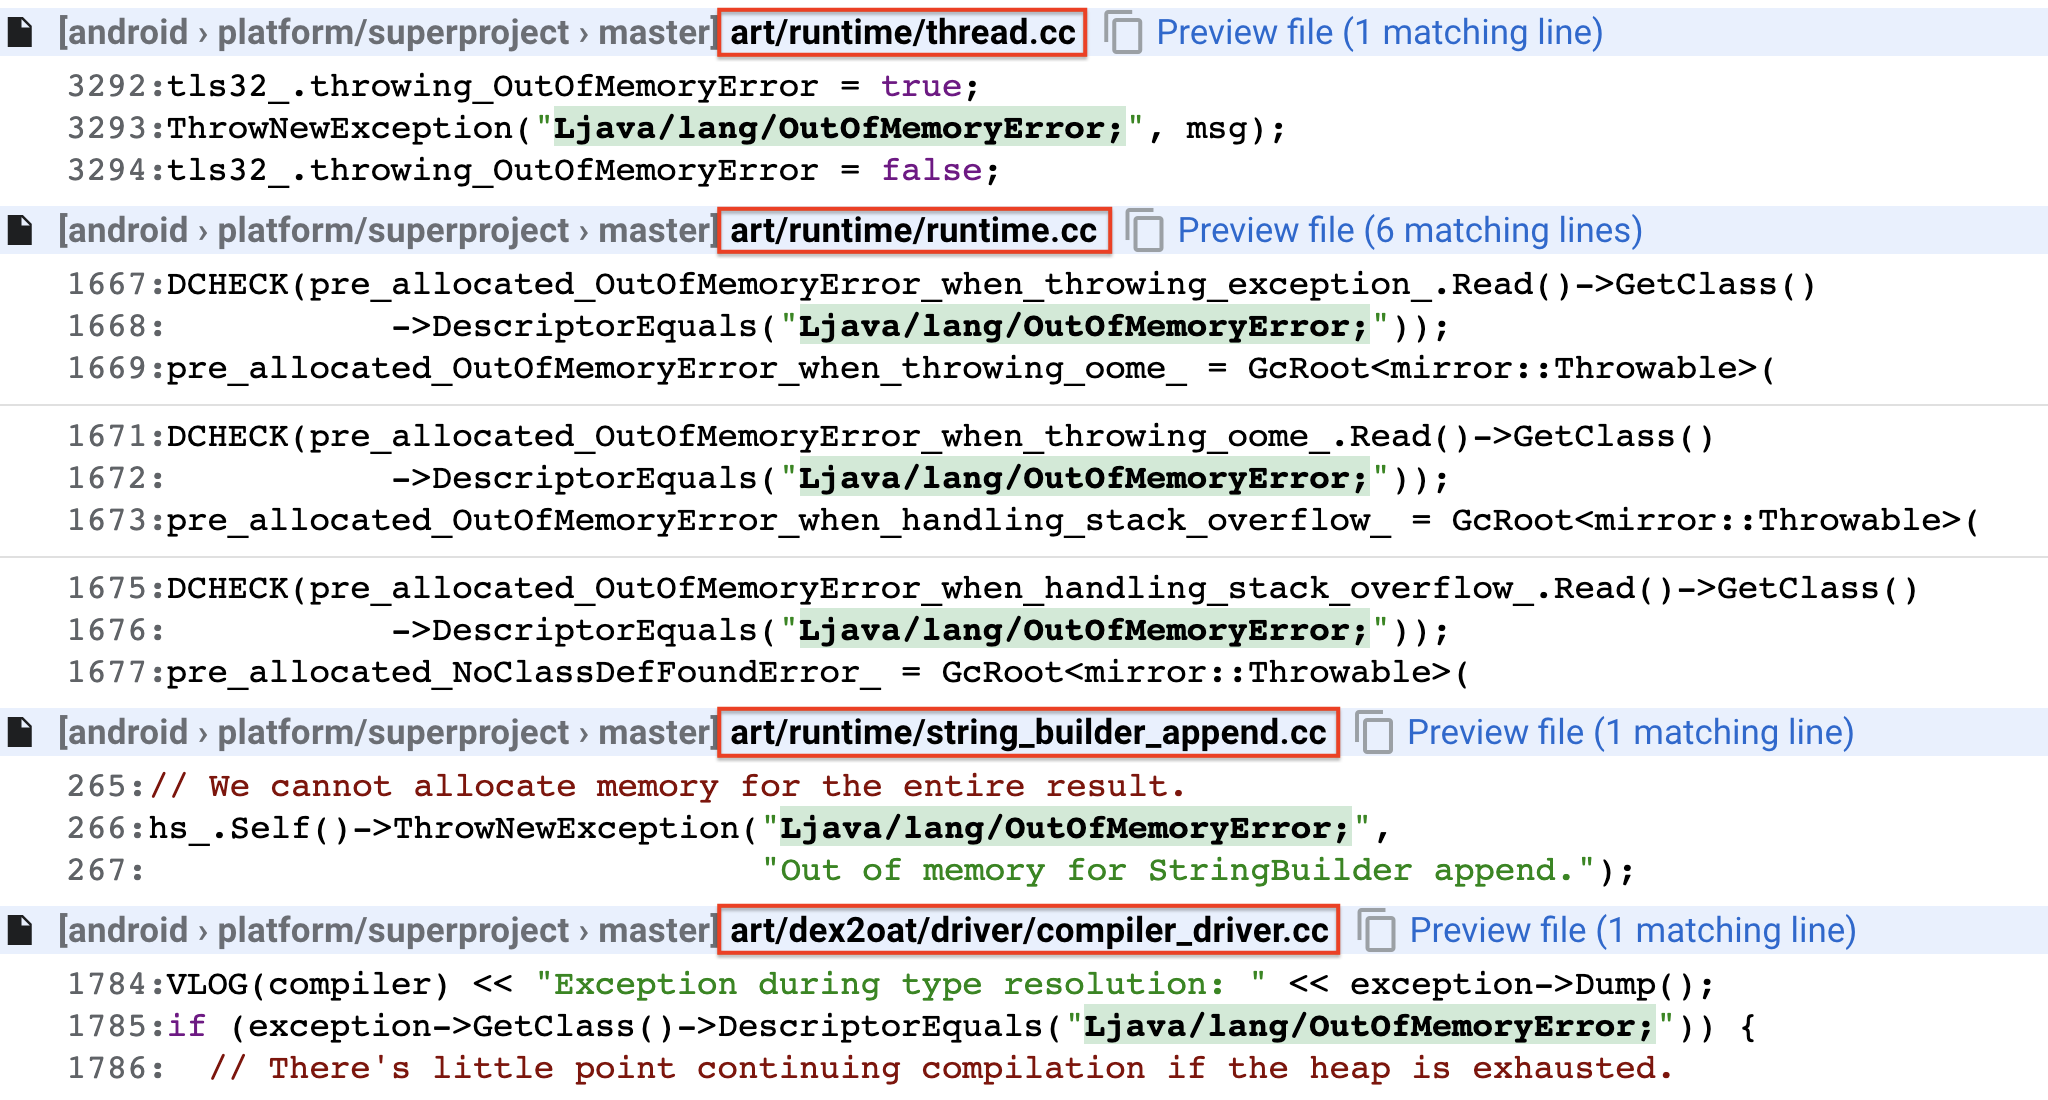 [android › platform/superproject › master] art/runtime/thread.cc Preview file (1 matching line)
3292:tls32_.throwing_OutOfMemoryError = true;
3293:ThrowNewException("Ljava/lang/OutOfMemoryError;", msg);
3294:tls32_.throwing_OutOfMemoryError = false;
[android › platform/superproject › master] art/runtime/runtime.cc Preview file (6 matching lines)
1667:DCHECK(pre_allocated_OutOfMemoryError_when_throwing_exception_.Read()->GetClass()
1668:           ->DescriptorEquals("Ljava/lang/OutOfMemoryError;"));
1669:pre_allocated_OutOfMemoryError_when_throwing_oome_ = GcRoot<mirror::Throwable>(
1671:DCHECK(pre_allocated_OutOfMemoryError_when_throwing_oome_.Read()->GetClass()
1672:           ->DescriptorEquals("Ljava/lang/OutOfMemoryError;"));
1673:pre_allocated_OutOfMemoryError_when_handling_stack_overflow_ = GcRoot<mirror::Throwable>(
1675:DCHECK(pre_allocated_OutOfMemoryError_when_handling_stack_overflow_.Read()->GetClass()
1676:           ->DescriptorEquals("Ljava/lang/OutOfMemoryError;"));
1677:pre_allocated_NoClassDefFoundError_ = GcRoot<mirror::Throwable>(
[android › platform/superproject › master] art/runtime/string_builder_append.cc Preview file (1 matching line)
265:// We cannot allocate memory for the entire result.
266:hs_.Self()->ThrowNewException("Ljava/lang/OutOfMemoryError;",
267:                              "Out of memory for StringBuilder append.");
[android › platform/superproject › master] art/dex2oat/driver/compiler_driver.cc Preview file (1 matching line)
1784:VLOG(compiler) << "Exception during type resolution: " << exception->Dump();
1785:if (exception->GetClass()->DescriptorEquals("Ljava/lang/OutOfMemoryError;")) {
1786:  // There's little point continuing compilation if the heap is exhausted.